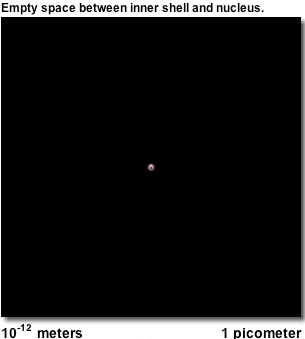 Empty space between inner shell and nucleus.
10⁻¹² meters 1 picometer